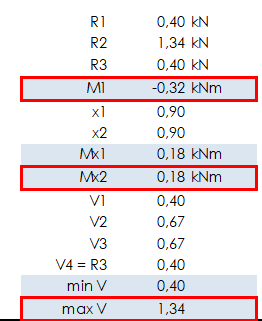 R1 0,40 kN
R2 1,34 kN
R3 0,40 kN
M1 -0,32 kNm
x1 0,90
x2 0,90
Mx1 0,18 kNm
Mx2 0,18 kNm
V1 0,40
V2 0,67
V3 0,67
V4 = R3 0,40
min V 0,40
max V 1,34